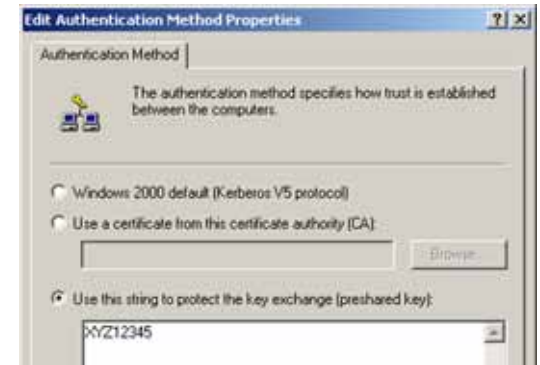 Edit Authentication Method Properties
Authentication Method
The authentication method specifies how trust is established
between the computers.
Windows 2000 default (Kerberos V5 protocol)
Use a certificate from this certificate authority (CA):
Browse...
Use this string to protect the key exchange (preshared key):
XYZ12345